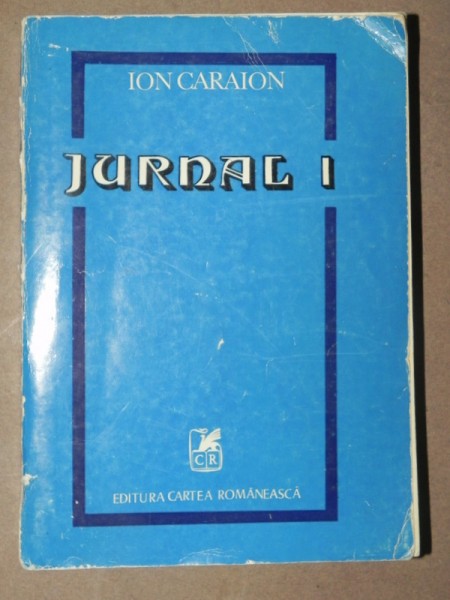 ION CARAION
JURNAL I
CR
EDITURA CARTEA ROMÂNEASCĂ